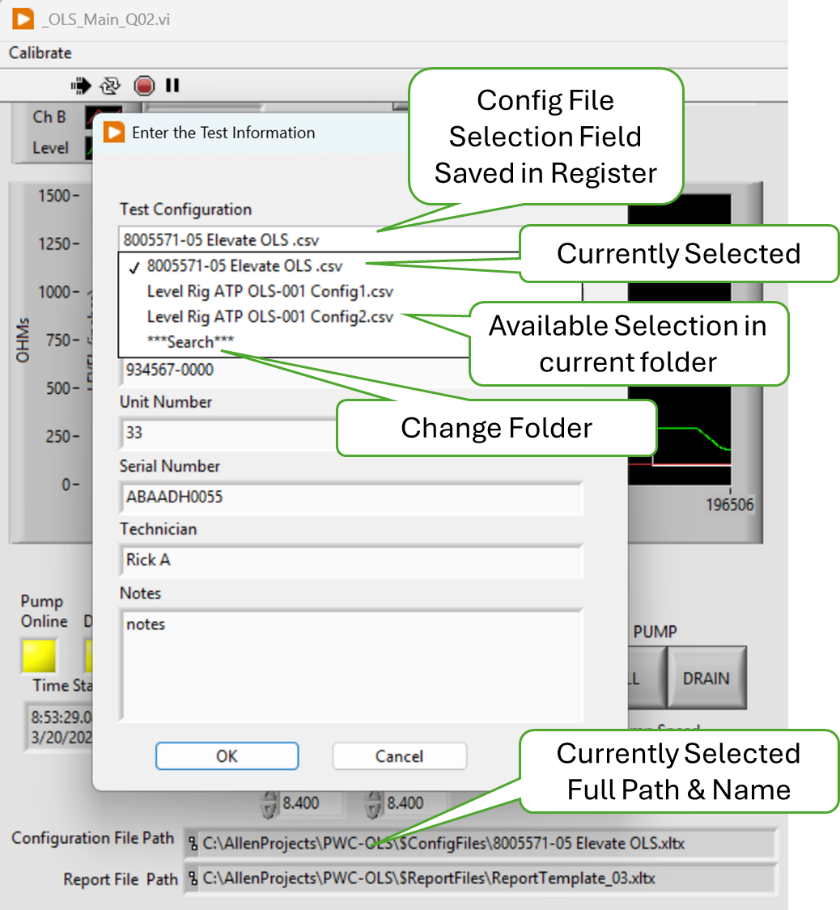 _OLS_Main_Q02.vi
Calibrate
Ch B
Level
Enter the Test Information
Config File
Selection Field
Saved in Register
Test Configuration
8005571-05 Elevate OLS .csv
✓ 8005571-05 Elevate OLS .csv
Level Rig ATP OLS-001 Config1.csv
Level Rig ATP OLS-001 Config2.csv
***Search***
Currently Selected
Available Selection in
current folder
Change Folder
934567-0000
Unit Number
33
Serial Number
ABAADH0055
Technician
Rick A
Notes
notes
OK
Cancel
1500
1250
1000
750
500
250
0
OHMs
196506
Pump
Online
D
Time Sta
8:53:29.0
3/20/202
PUMP
LL
DRAIN
Currently Selected
Full Path & Name
8.400
8.400
Configuration File Path
C:\AllenProjects\PWC-OLS\$ConfigFiles\8005571-05 Elevate OLS.xltx
Report File Path
C:\AllenProjects\PWC-OLS\$ReportFiles\ReportTemplate_03.xltx